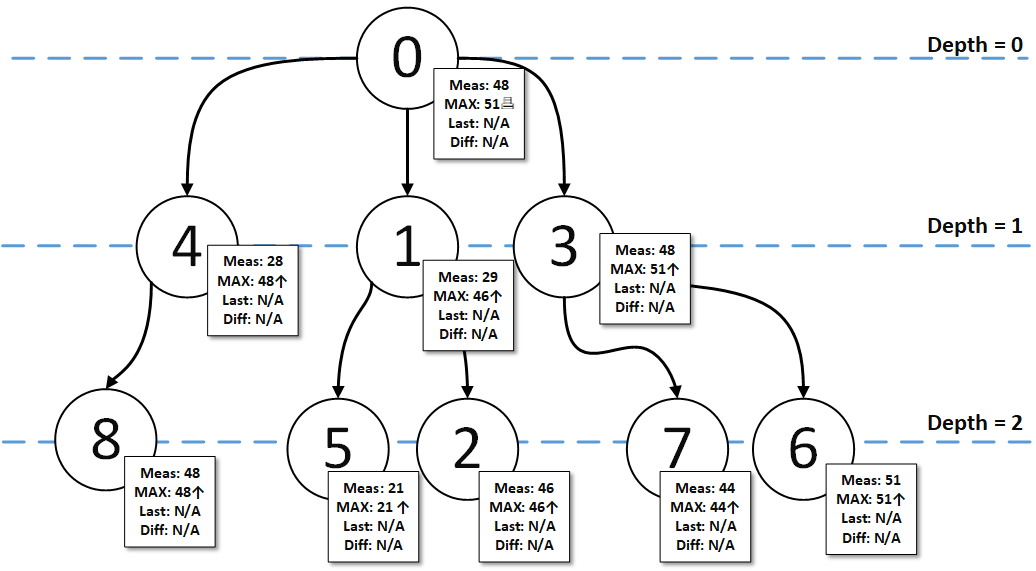 0
Depth = 0
Meas: 48
MAX: 51🖨
Last: N/A
Diff: N/A
4
1
3
Depth = 1
Meas: 28
MAX: 48↑
Last: N/A
Diff: N/A
Meas: 29
MAX: 46↑
Last: N/A
Diff: N/A
Meas: 48
MAX: 51↑
Last: N/A
Diff: N/A
8
5
2
7
6
Depth = 2
Meas: 48
MAX: 48↑
Last: N/A
Diff: N/A
Meas: 21
MAX: 21 ↑
Last: N/A
Diff: N/A
Meas: 46
MAX: 46↑
Last: N/A
Diff: N/A
Meas: 44
MAX: 44↑
Last: N/A
Diff: N/A
Meas: 51
MAX: 51↑
Last: N/A
Diff: N/A